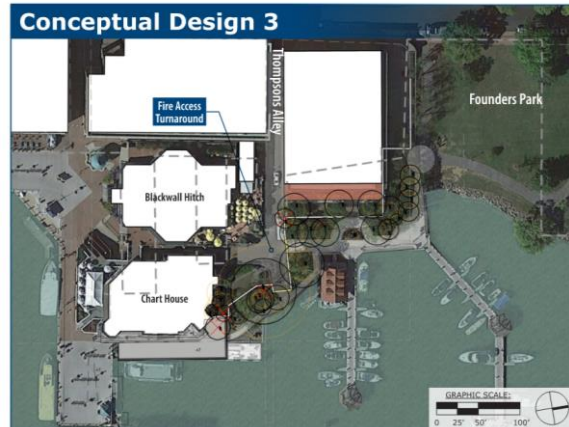 Conceptual Design 3
Thompsons Alley
Fire Access
Turnaround
Founders Park
Blackwall Hitch
Chart House
GRAPHIC SCALE:
0 25' 50' 100'